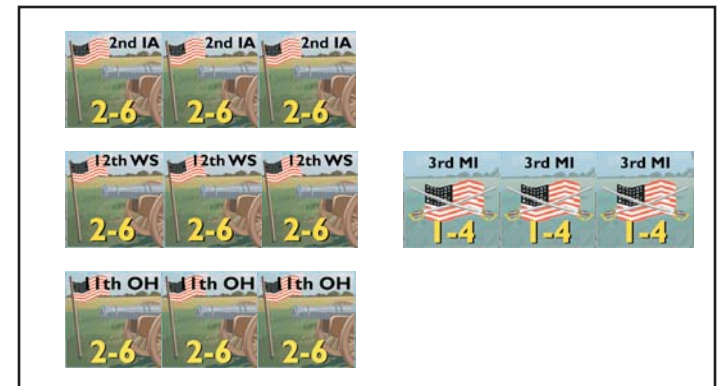 2nd IA 2nd IA 2nd IA
2-6 2-6 2-6
12th WS 12th WS 12th WS
2-6 2-6 2-6
3rd MI 3rd MI 3rd MI
1-4 1-4 1-4
11th OH 11th OH 11th OH
2-6 2-6 2-6